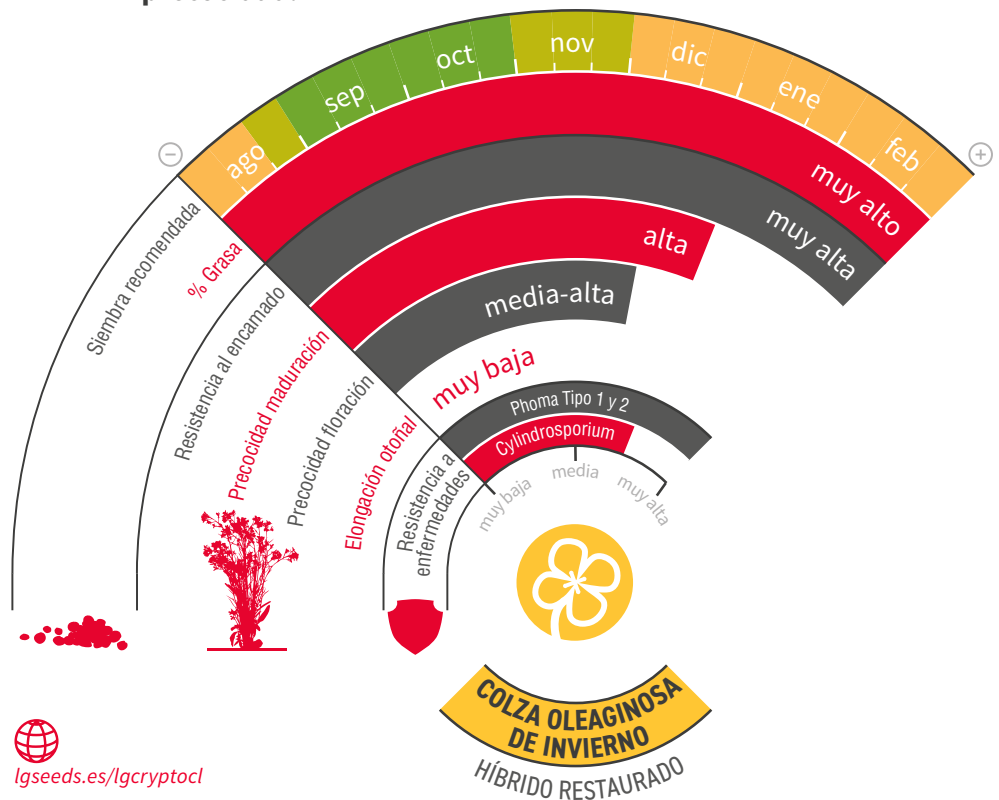 ago sep oct nov dic ene feb
−
+
Siembra recomendada
% Grasa
muy alto
Resistencia al encamado
muy alta
Precocidad maduración
alta
Precocidad floración
media-alta
Elongación otoñal
muy baja
Resistencia a
enfermedades
Phoma Tipo 1 y 2
Cylindrosporium
muy baja
media
muy alta
COLZA OLEAGINOSA
DE INVIERNO
HÍBRIDO RESTAURADO
lgseeds.es/lgcryptocl